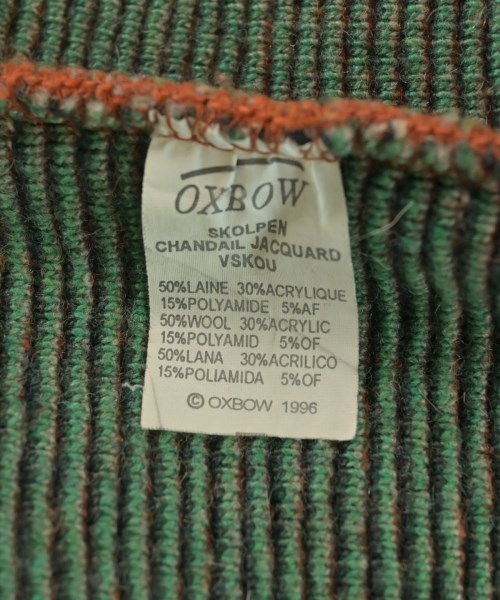 OXBOW
SKOLPEN
CHANDAIL JACQUARD
VSKOU
50%LAINE 30%ACRYLIQUE
15%POLYAMIDE 5%AF
50%WOOL 30%ACRYLIC
15%POLYAMID 5%OF
50%LANA 30%ACRILICO
15%POLIAMIDA 5%OF
© OXBOW 1996